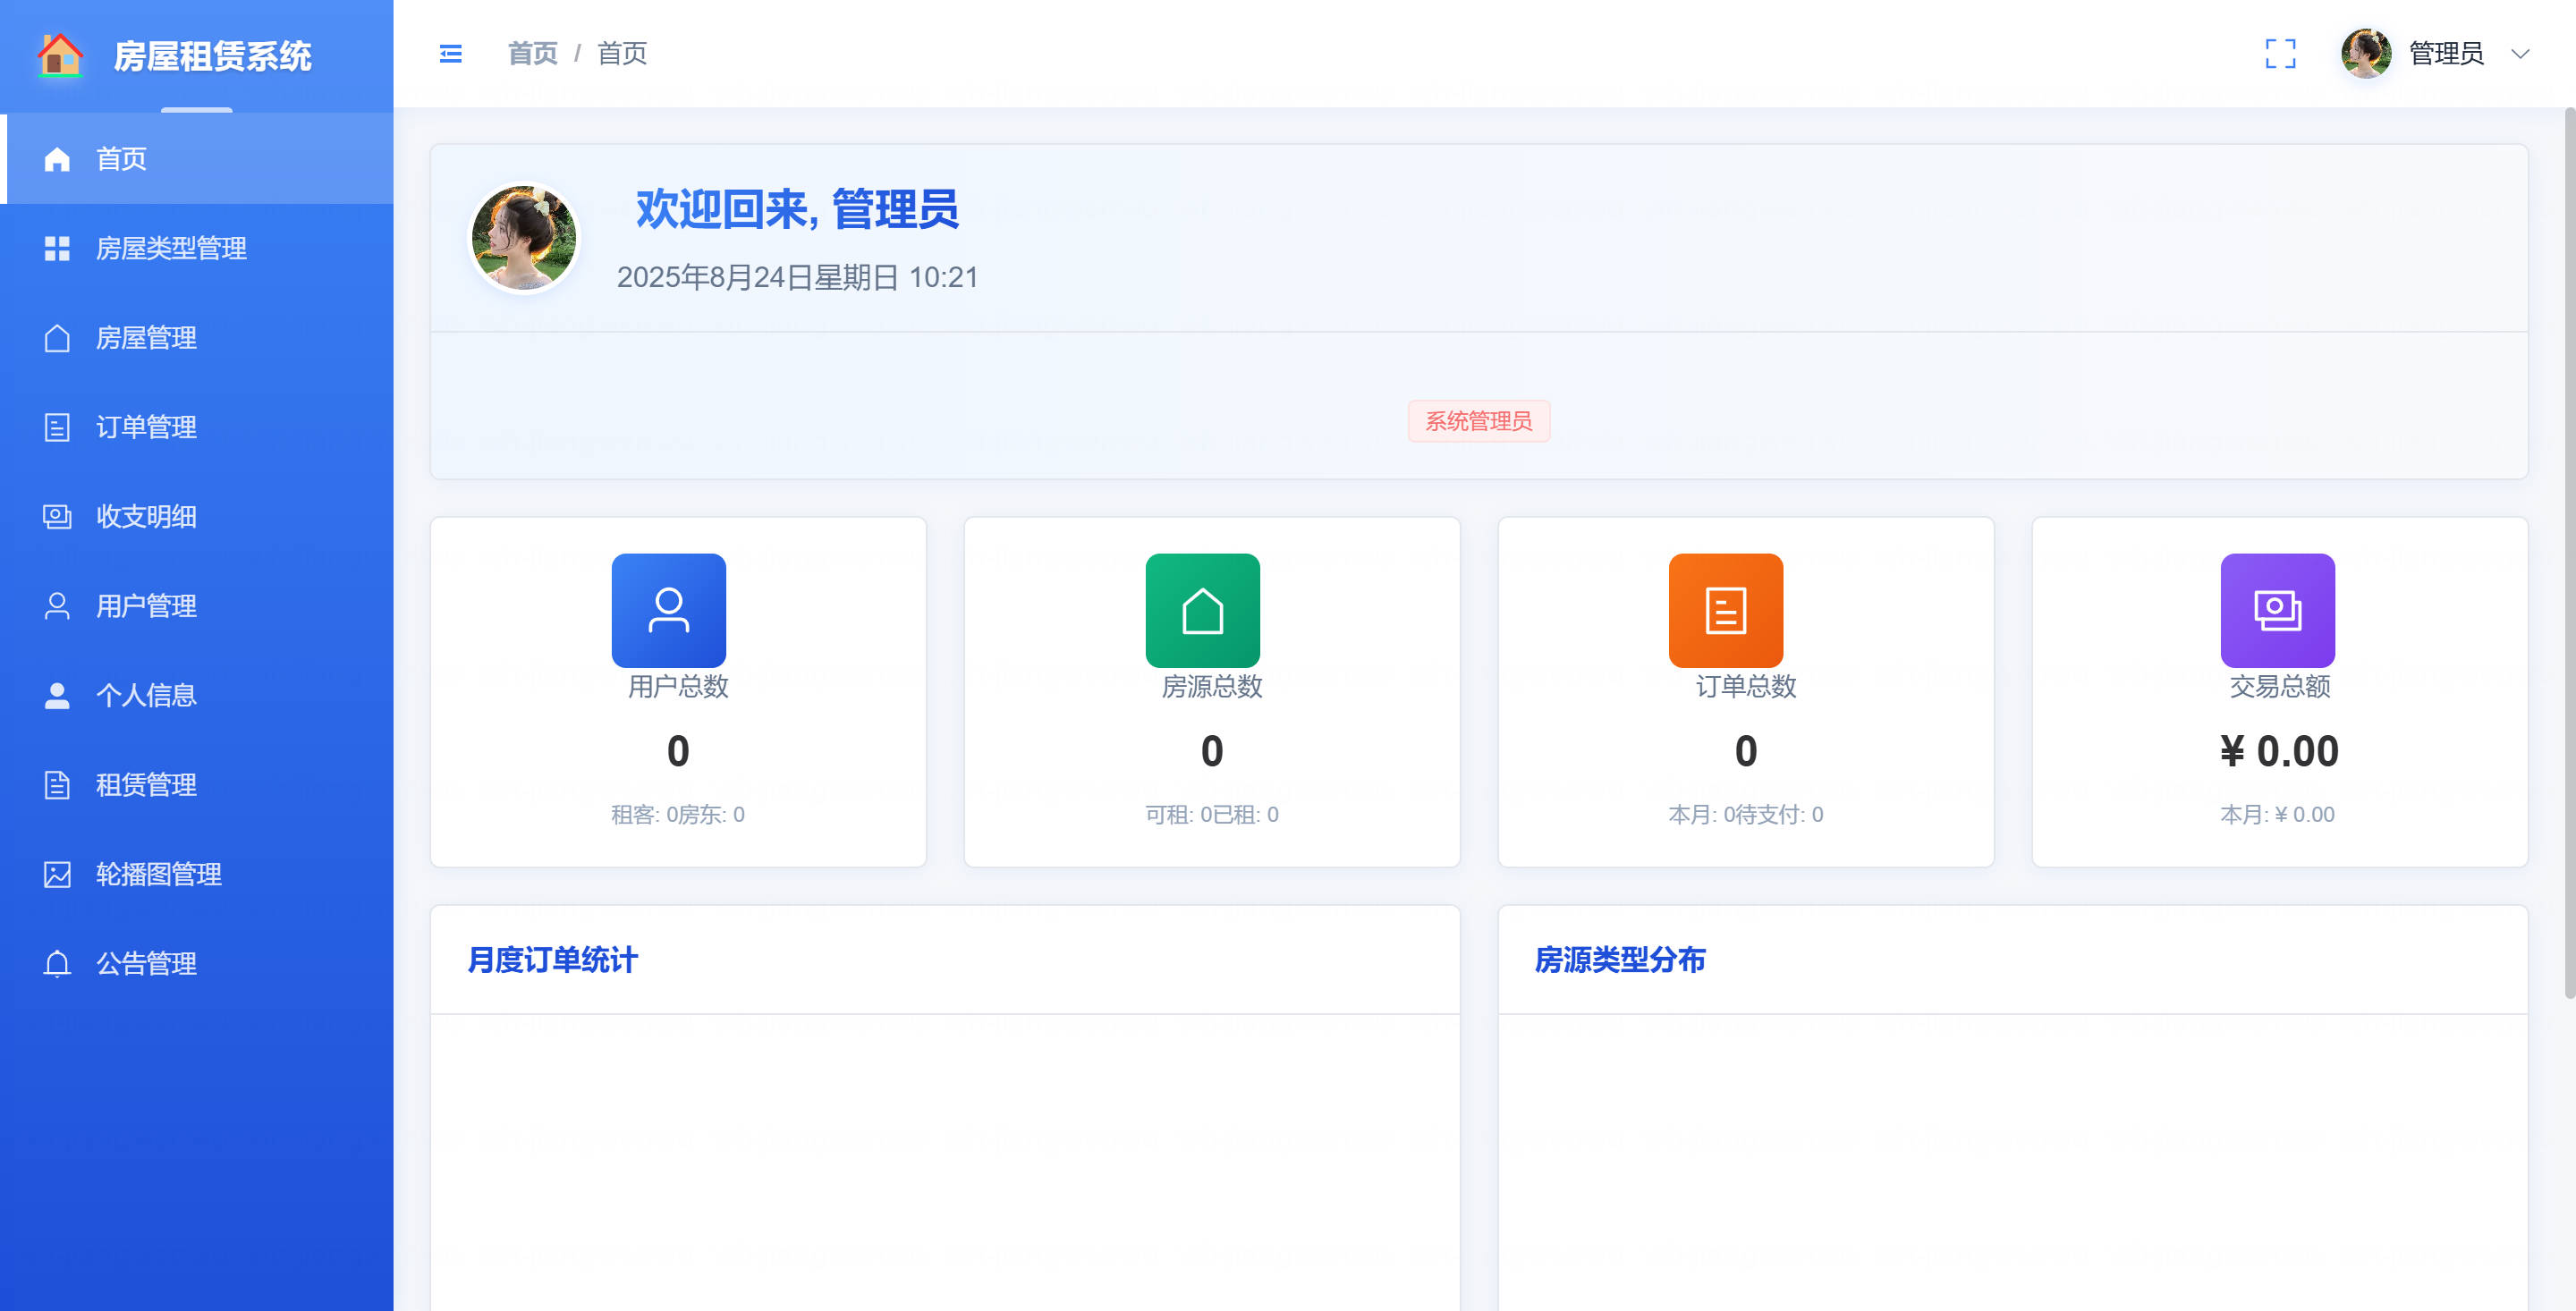 房屋租赁系统
首页 / 首页
管理员
首页
房屋类型管理
房屋管理
订单管理
收支明细
用户管理
个人信息
租赁管理
轮播图管理
公告管理
欢迎回来, 管理员
2025年8月24日星期日 10:21
系统管理员
用户总数
0
租客: 0房东: 0
房源总数
0
可租: 0已租: 0
订单总数
0
本月: 0待支付: 0
交易总额
¥ 0.00
本月: ¥ 0.00
月度订单统计
房源类型分布